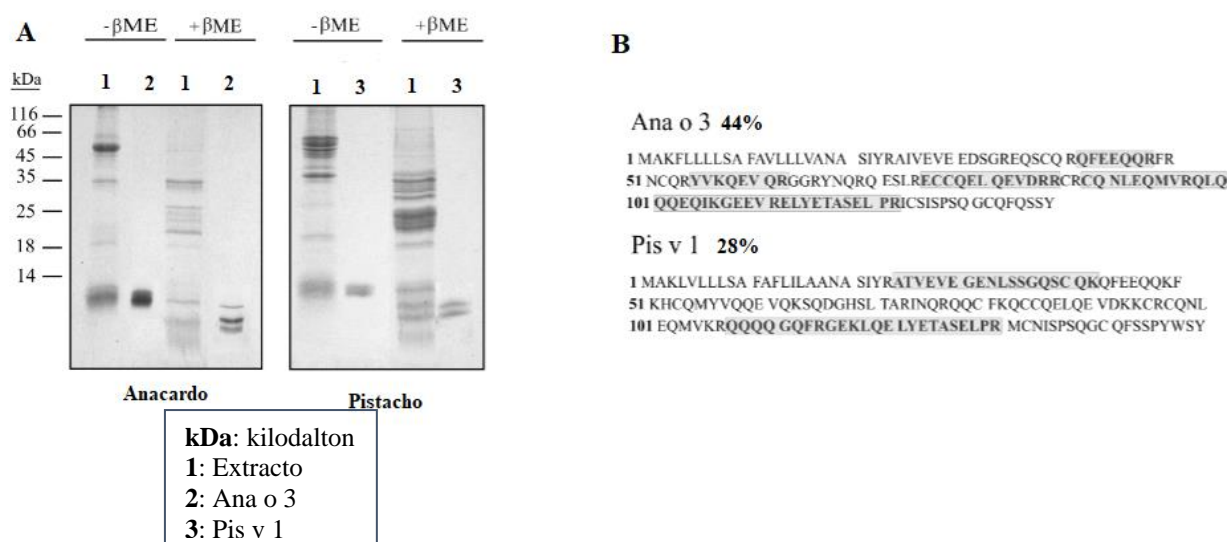 A
-βME +βME -βME +βME
kDa 1 2 1 2 1 3 1 3
116
66
45
35
25
18
14
Anacardo Pistacho
kDa: kilodalton
1: Extracto
2: Ana o 3
3: Pis v 1
B
Ana o 3 44%
1 MAKFLLLLSA FAVLLLVANA SIYRAIVEVE EDSGREQSCQ RQFEEQQRFR
51 NCQRYVKQEV QRGGRYNQRQ ESLRECCQEL QEVDRRCRCQ NLEQMVRQLQ
101 QQEQIKGEEV RELYETASEL PRICSISPSQ GCQFQSSY
Pis v 1 28%
1 MAKLVLLLSA FAFLILAANA SIYRATVEVE GENLSSGQSC QKQFEEQQKF
51 KHCQMYVQQE VQKSQDGHSL TARINQRQQC FKQCCQELQE VDKKCRCQNL
101 EQMVKRQQQQ GQFRGEKLQE LYETASELPR MCNISPSQGC QFSSPYWSY